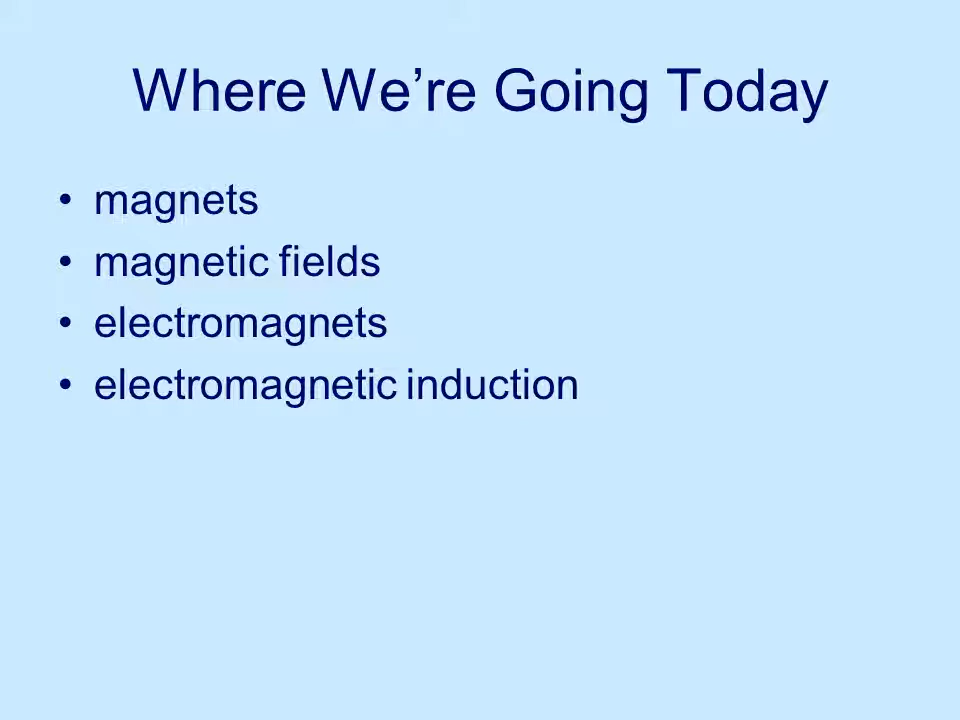 Where We’re Going Today
• magnets
• magnetic fields
• electromagnets
• electromagnetic induction